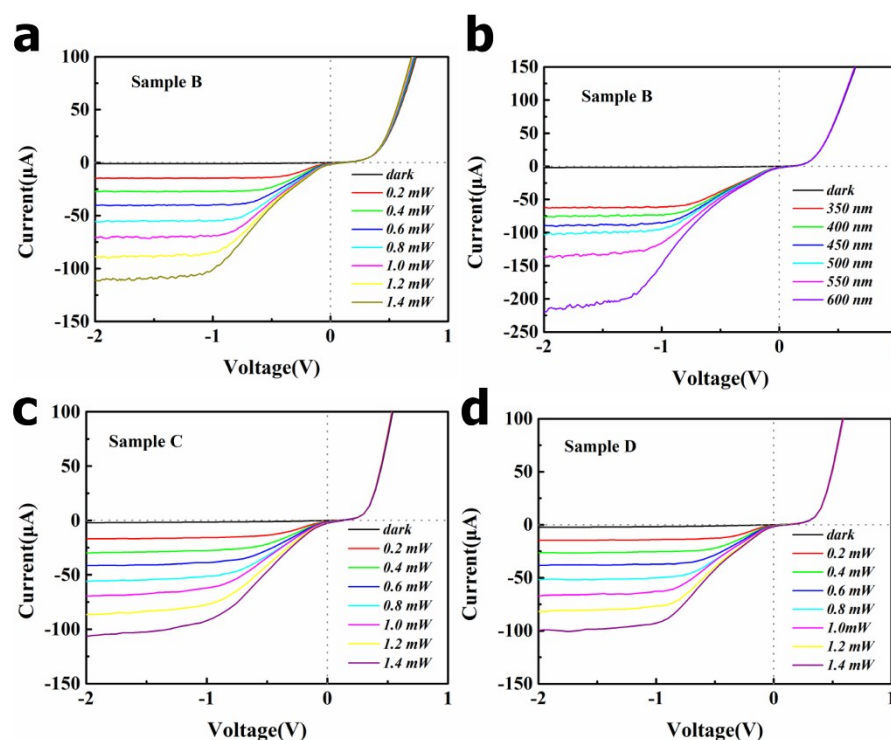 a
Sample B
Current(μA)
100
50
0
-50
-100
-150
-2
-1
0
1
Voltage(V)
dark
0.2 mW
0.4 mW
0.6 mW
0.8 mW
1.0 mW
1.2 mW
1.4 mW
b
Sample B
Current(μA)
150
100
50
0
-50
-100
-150
-200
-250
-2
-1
0
Voltage(V)
dark
350 nm
400 nm
450 nm
500 nm
550 nm
600 nm
c
Sample C
Current(μA)
100
50
0
-50
-100
-150
-2
-1
0
1
Voltage(V)
dark
0.2 mW
0.4 mW
0.6 mW
0.8 mW
1.0 mW
1.2 mW
1.4 mW
d
Sample D
Current(μA)
100
50
0
-50
-100
-150
-2
-1
0
1
Voltage(V)
dark
0.2 mW
0.4 mW
0.6 mW
0.8 mW
1.0mW
1.2 mW
1.4 mW